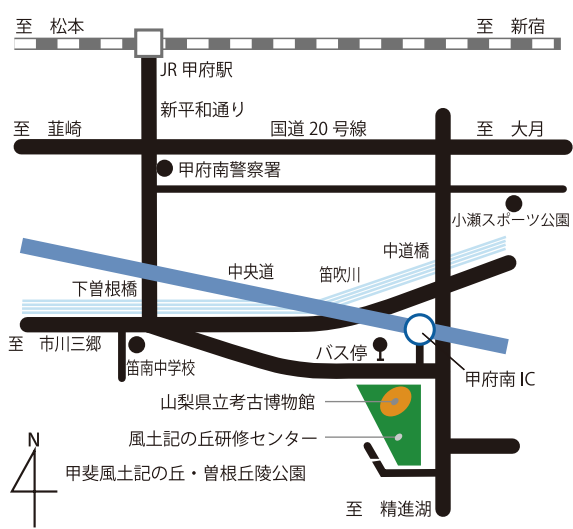 至　松本
至　新宿
JR 甲府駅
新平和通り
至　韮崎
国道 20 号線
至　大月
甲府南警察署
小瀬スポーツ公園
中道橋
中央道
笛吹川
下曽根橋
至　市川三郷
笛南中学校
バス停
甲府南 IC
山梨県立考古博物館
風土記の丘研修センター
N
甲斐風土記の丘・曽根丘陵公園
至　精進湖